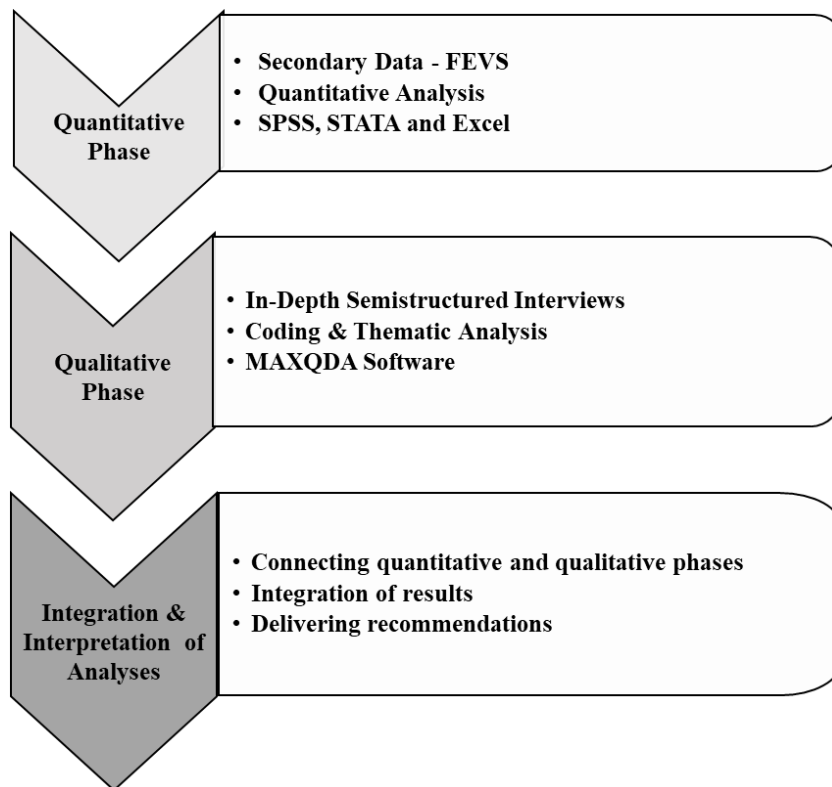 Quantitative
Phase
• Secondary Data - FEVS
• Quantitative Analysis
• SPSS, STATA and Excel
Qualitative
Phase
• In-Depth Semistructured Interviews
• Coding & Thematic Analysis
• MAXQDA Software
Integration &
Interpretation of
Analyses
• Connecting quantitative and qualitative phases
• Integration of results
• Delivering recommendations